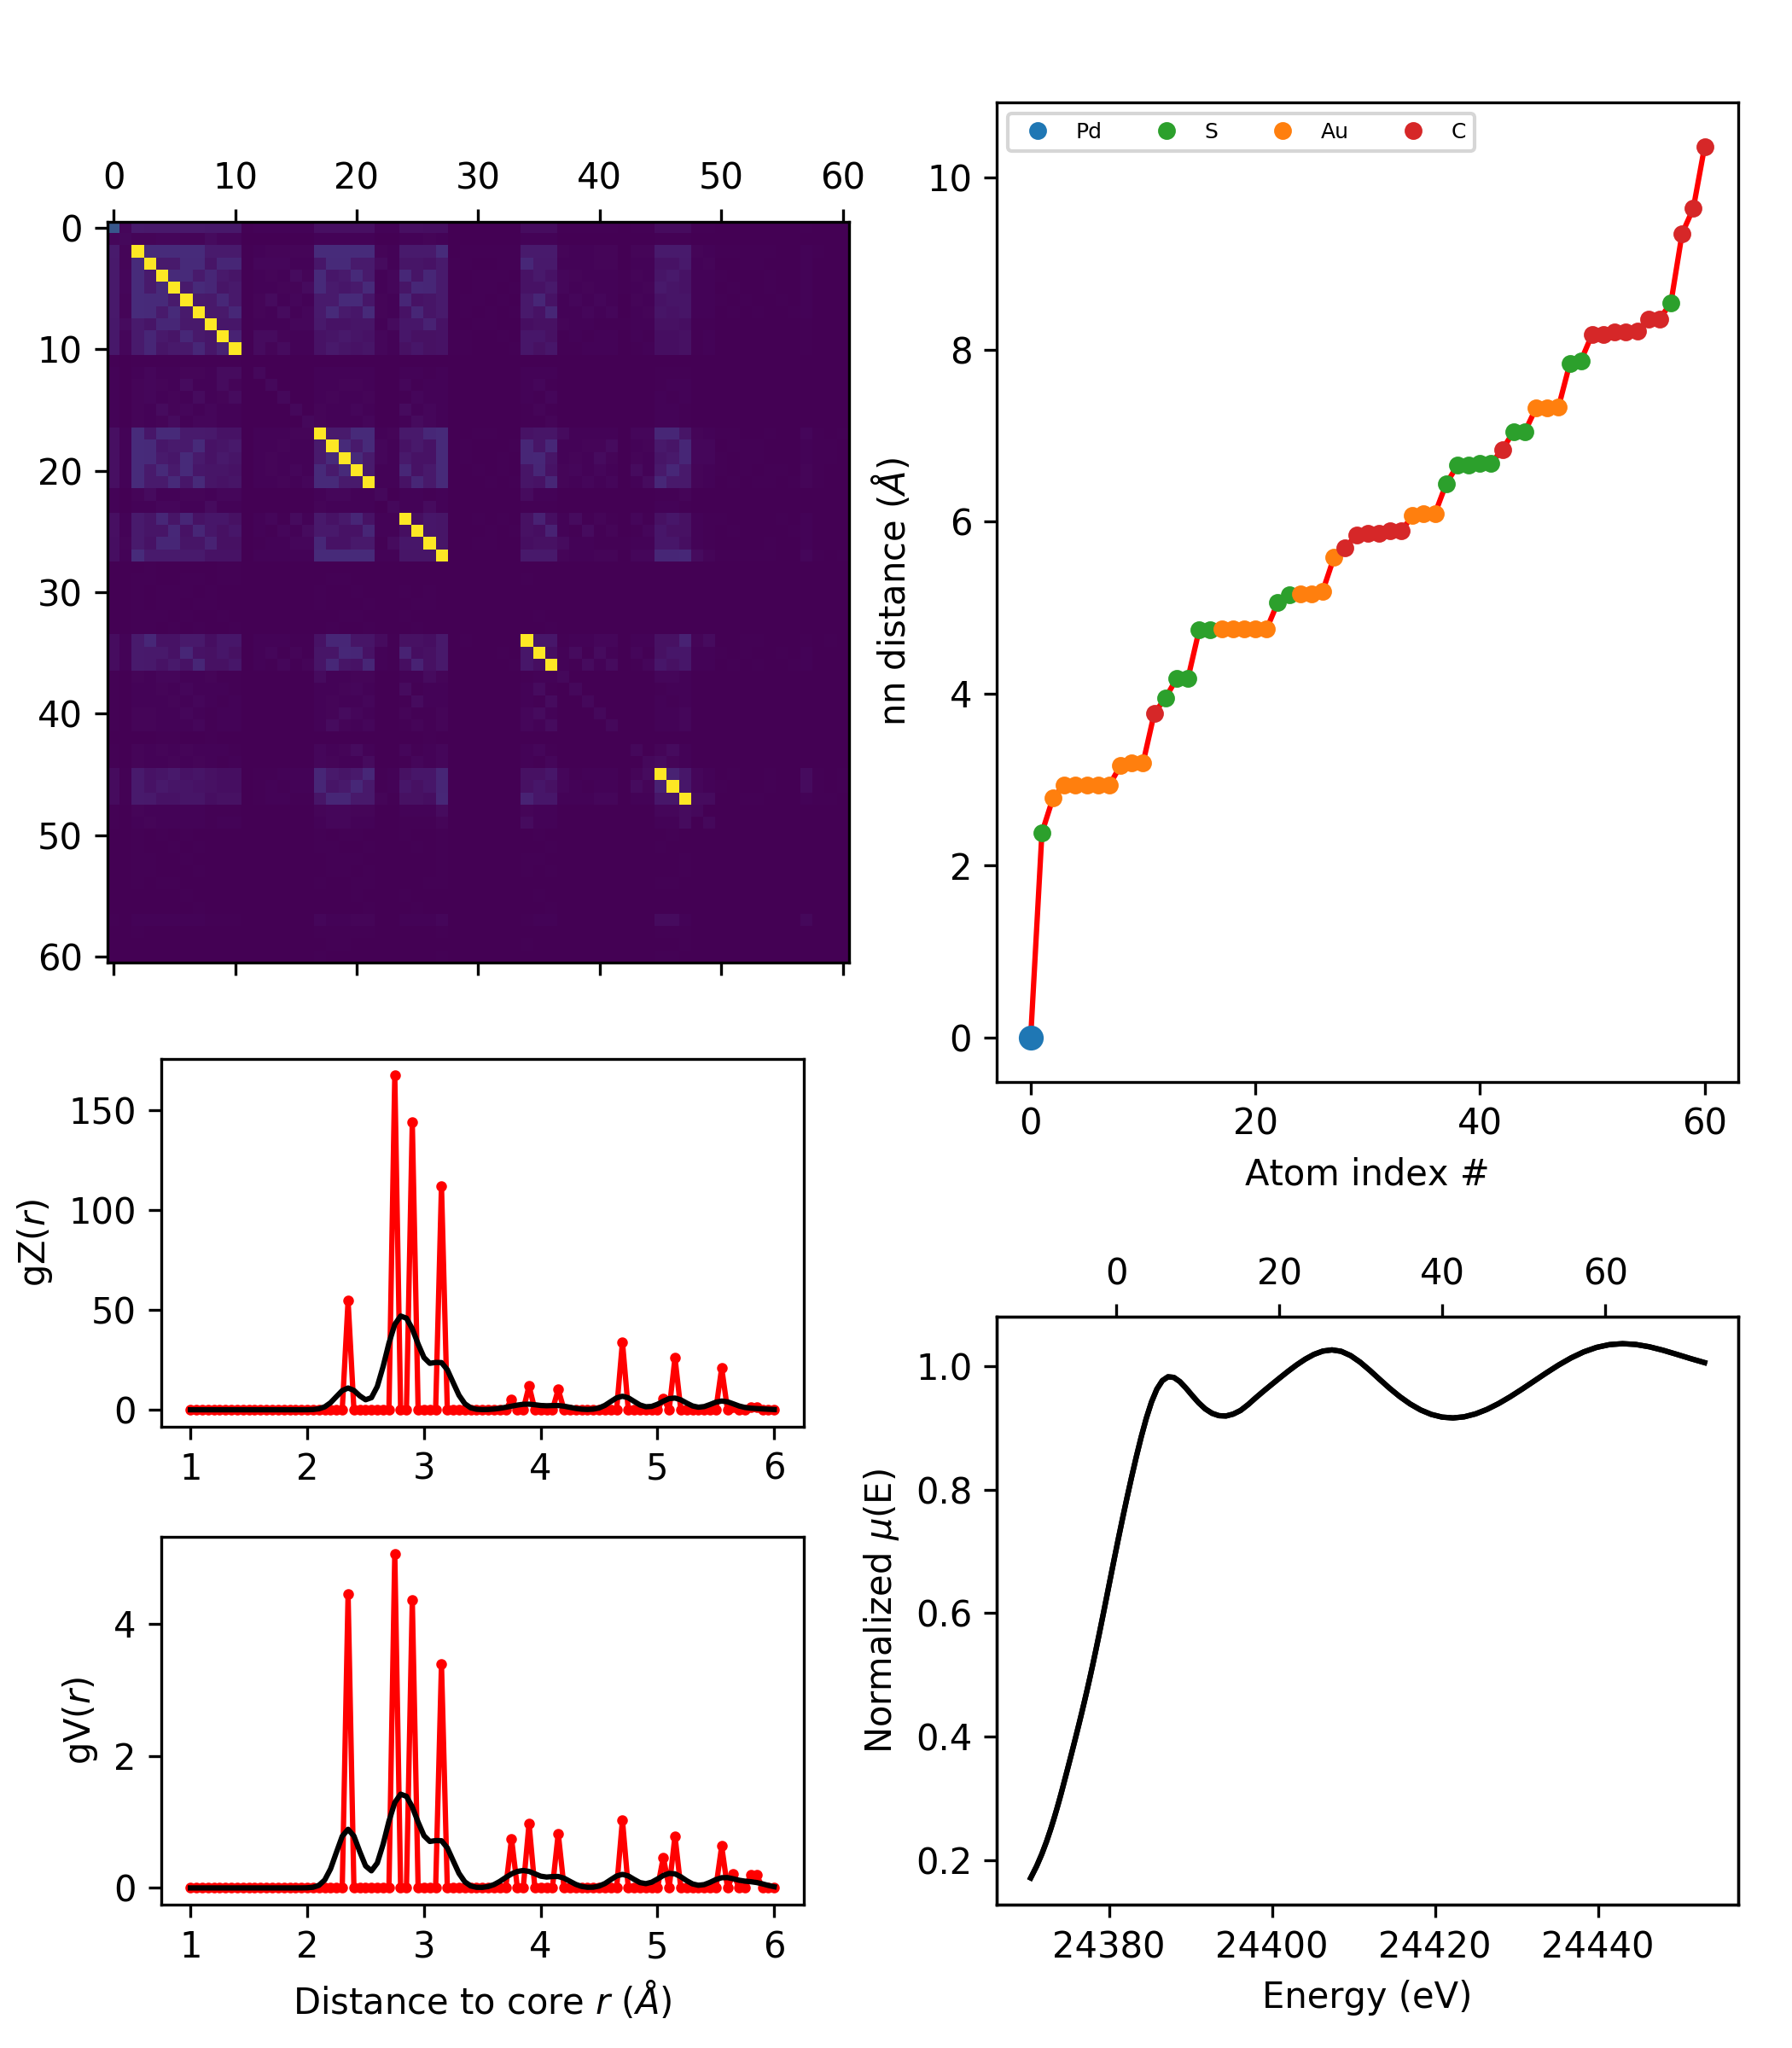 0 10 20 30 40 50 60
0
10
20
30
40
50
60
Pd S Au C
10
8
6
4
2
0
nn distance (Å)
0 20 40 60
Atom index #
150
100
50
0
gZ(r)
1 2 3 4 5 6
4
2
0
gV(r)
1 2 3 4 5 6
Distance to core r (Å)
0 20 40 60
1.0
0.8
0.6
0.4
0.2
Normalized μ(E)
24380 24400 24420 24440
Energy (eV)